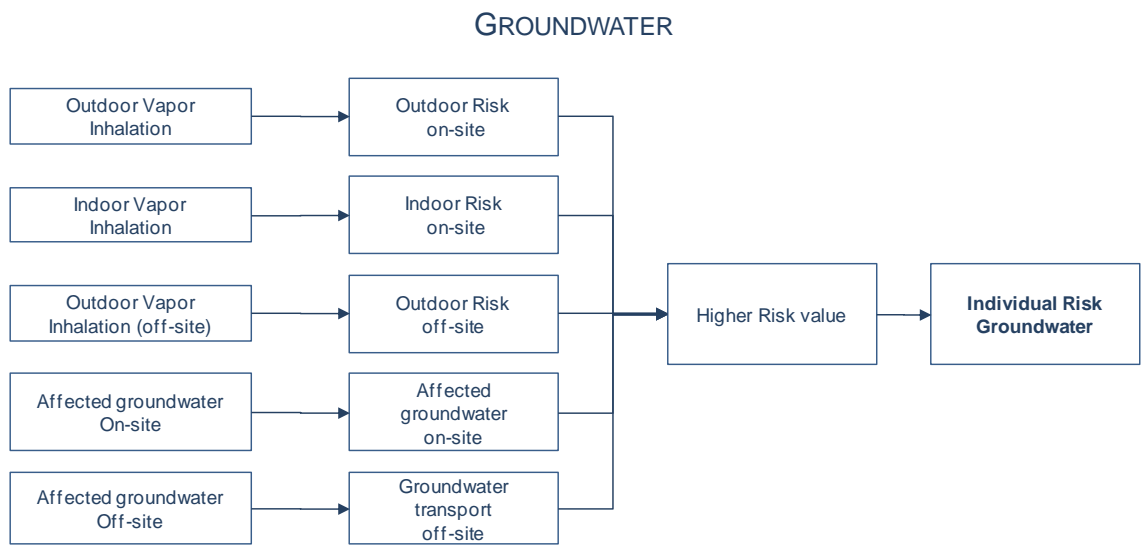 GROUNDWATER
Outdoor Vapor
Inhalation
Outdoor Risk
on-site
Indoor Vapor
Inhalation
Indoor Risk
on-site
Outdoor Vapor
Inhalation (off-site)
Outdoor Risk
off-site
Higher Risk value
Individual Risk
Groundwater
Affected groundwater
On-site
Affected
groundwater
on-site
Affected groundwater
Off-site
Groundwater
transport
off-site